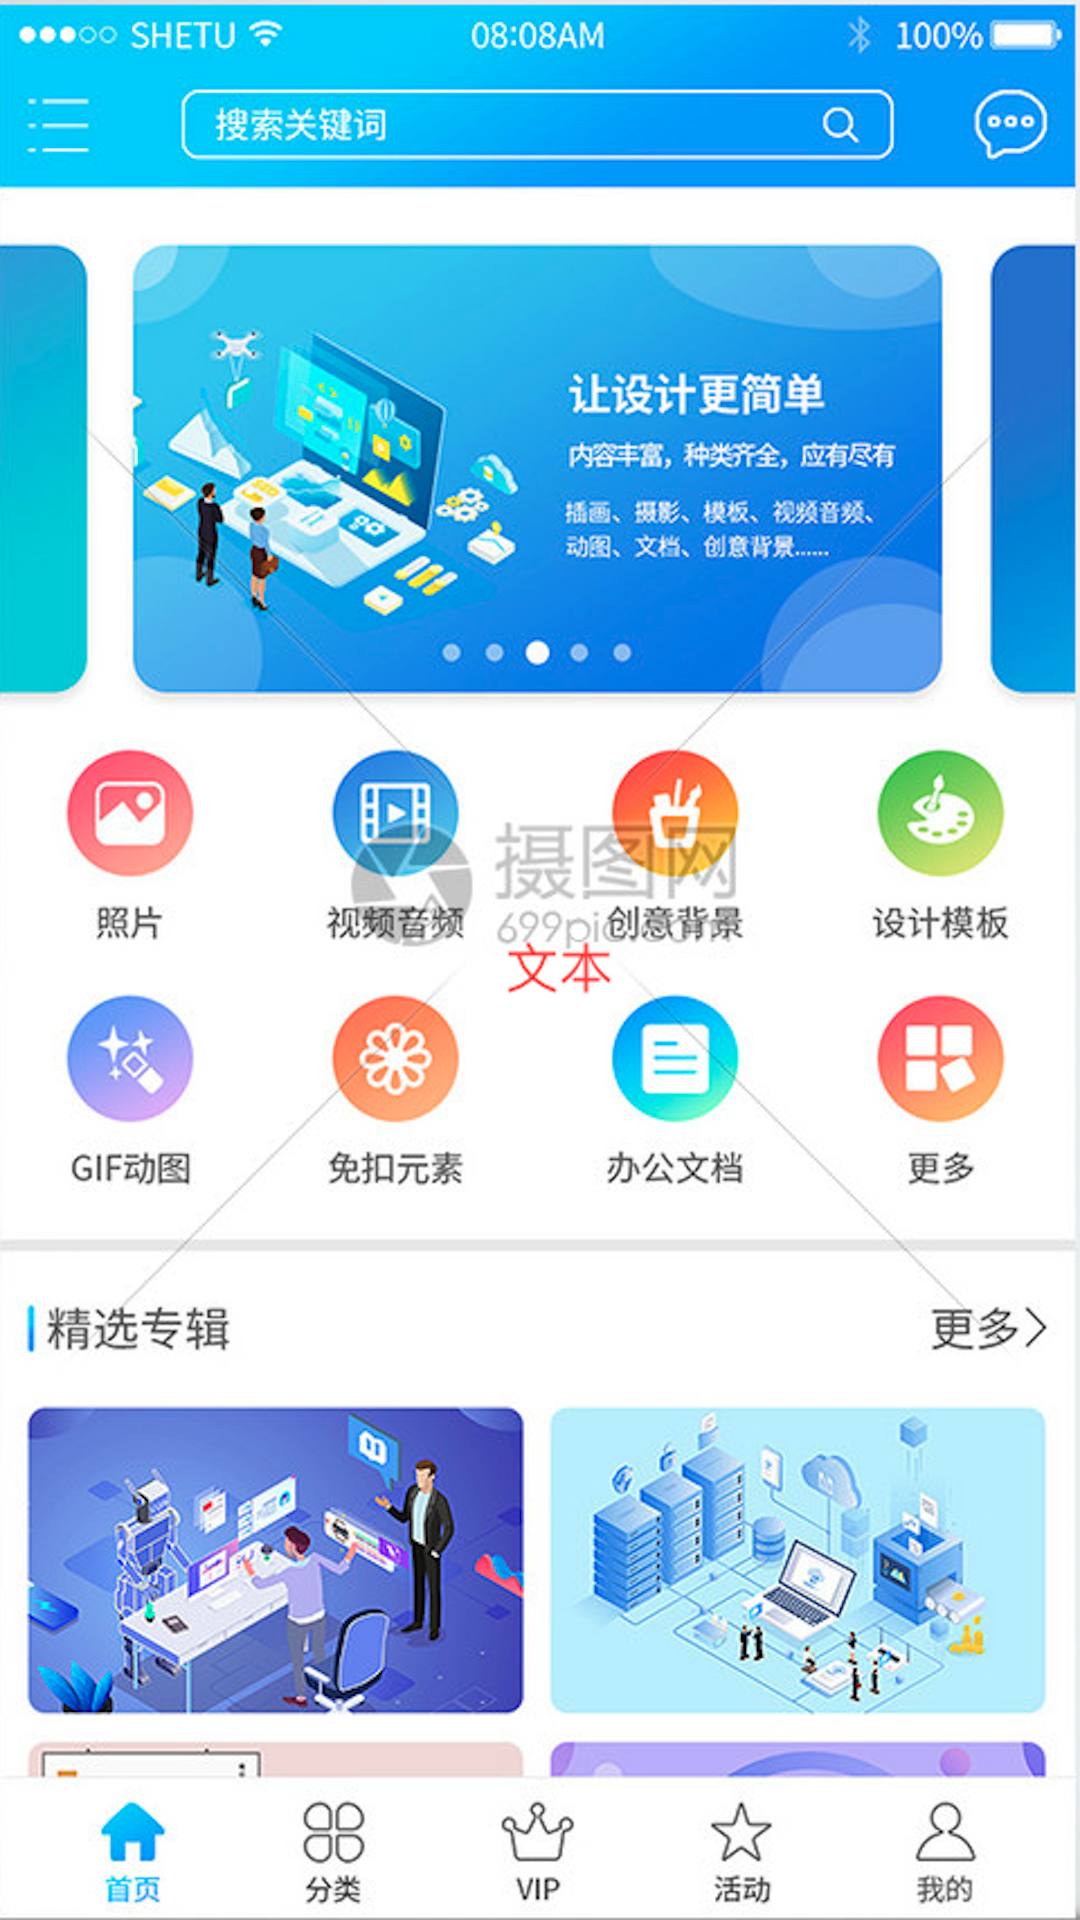 SHETU
08:08AM
100%
搜索关键词
让设计更简单
内容丰富，种类齐全，应有尽有
插画、摄影、模板、视频音频、
动图、文档、创意背景......
摄图网
699pic.com
照片
视频音频
创意背景
设计模板
文本
GIF动图
免扣元素
办公文档
更多
精选专辑
更多
首页
分类
VIP
活动
我的